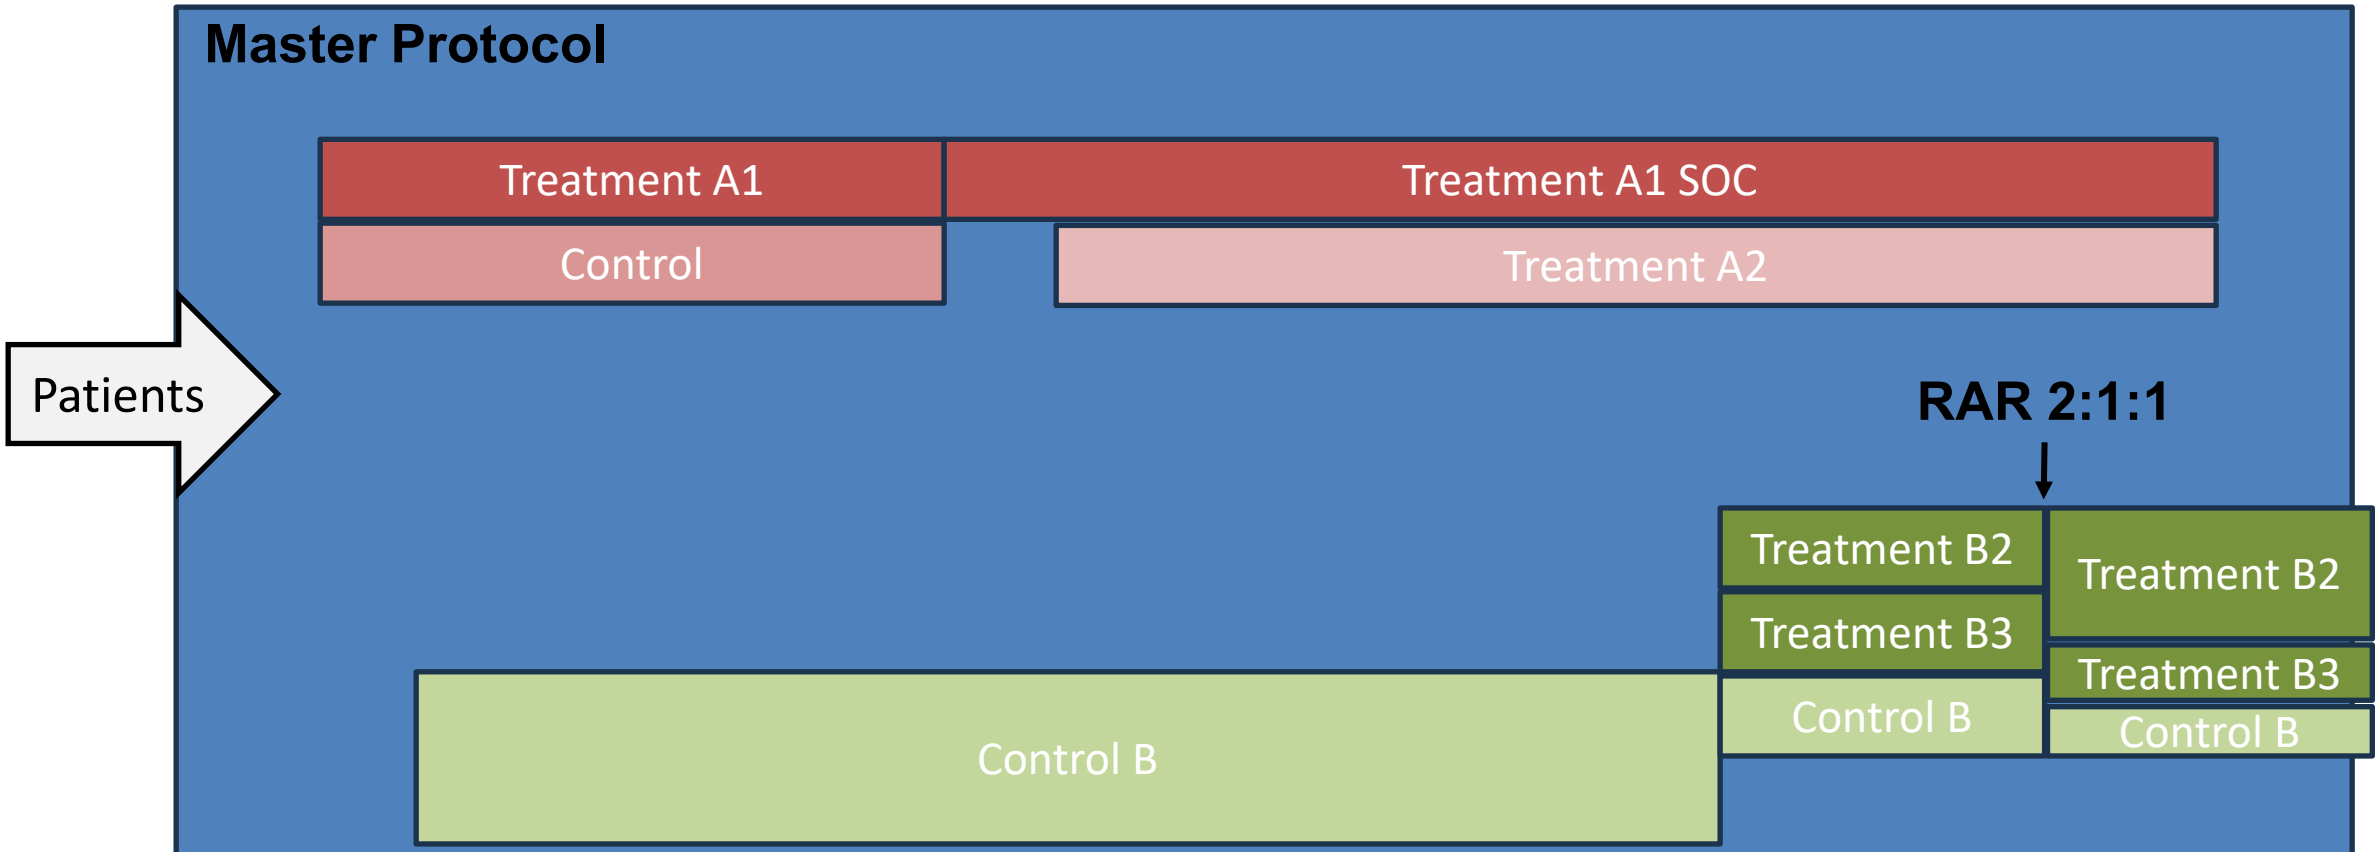 Master Protocol
Treatment A1
Treatment A1 SOC
Control
Treatment A2
Patients
RAR 2:1:1
Treatment B2
Treatment B2
Treatment B3
Treatment B3
Control B
Control B
Control B